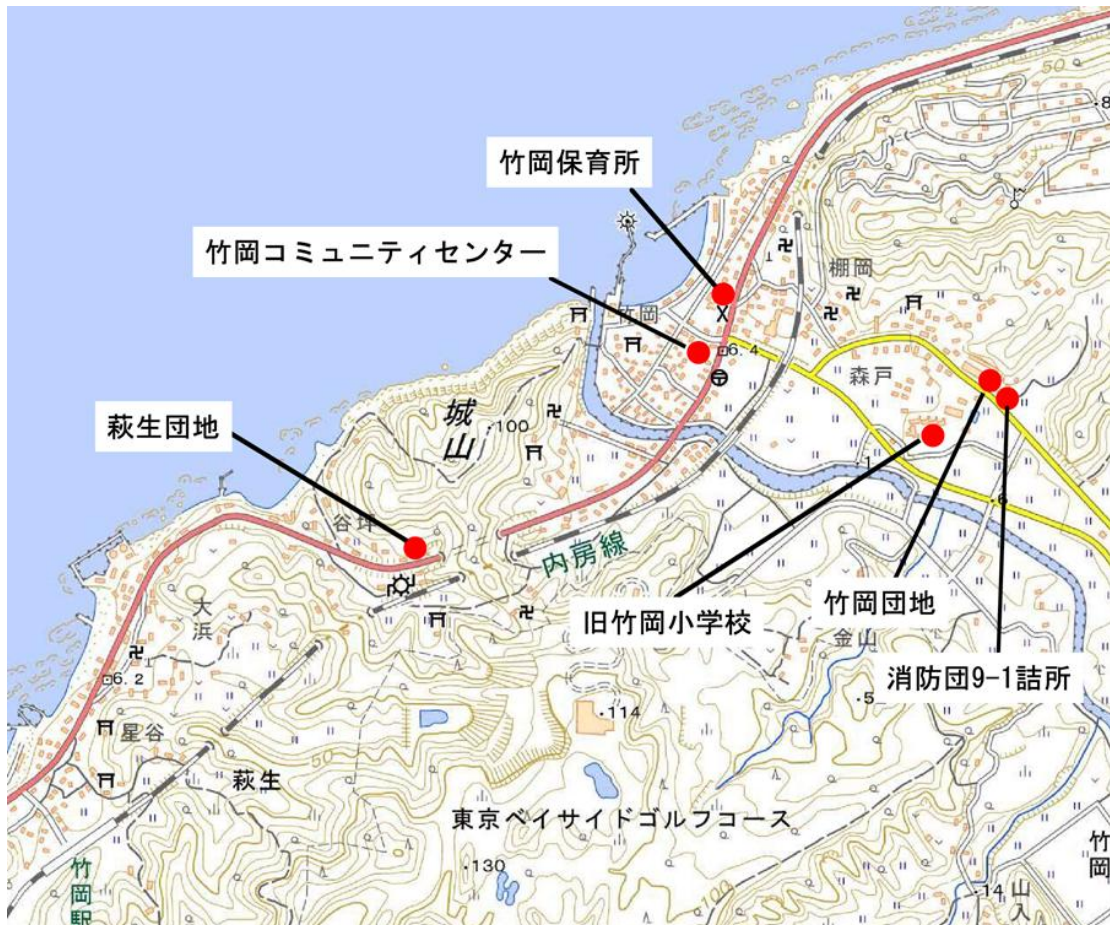 50
竹岡保育所
竹岡コミュニティセンター
棚岡
竹岡
6.4
森戸
城山
100
萩生団地
谷坪
1
6
内房線
旧竹岡小学校
竹岡団地
消防団9-1詰所
大浜
金山
6.2
星谷
50
114
萩生
東京ベイサイドゴルフコース
130
100
14
竹岡
竹岡駅
山入